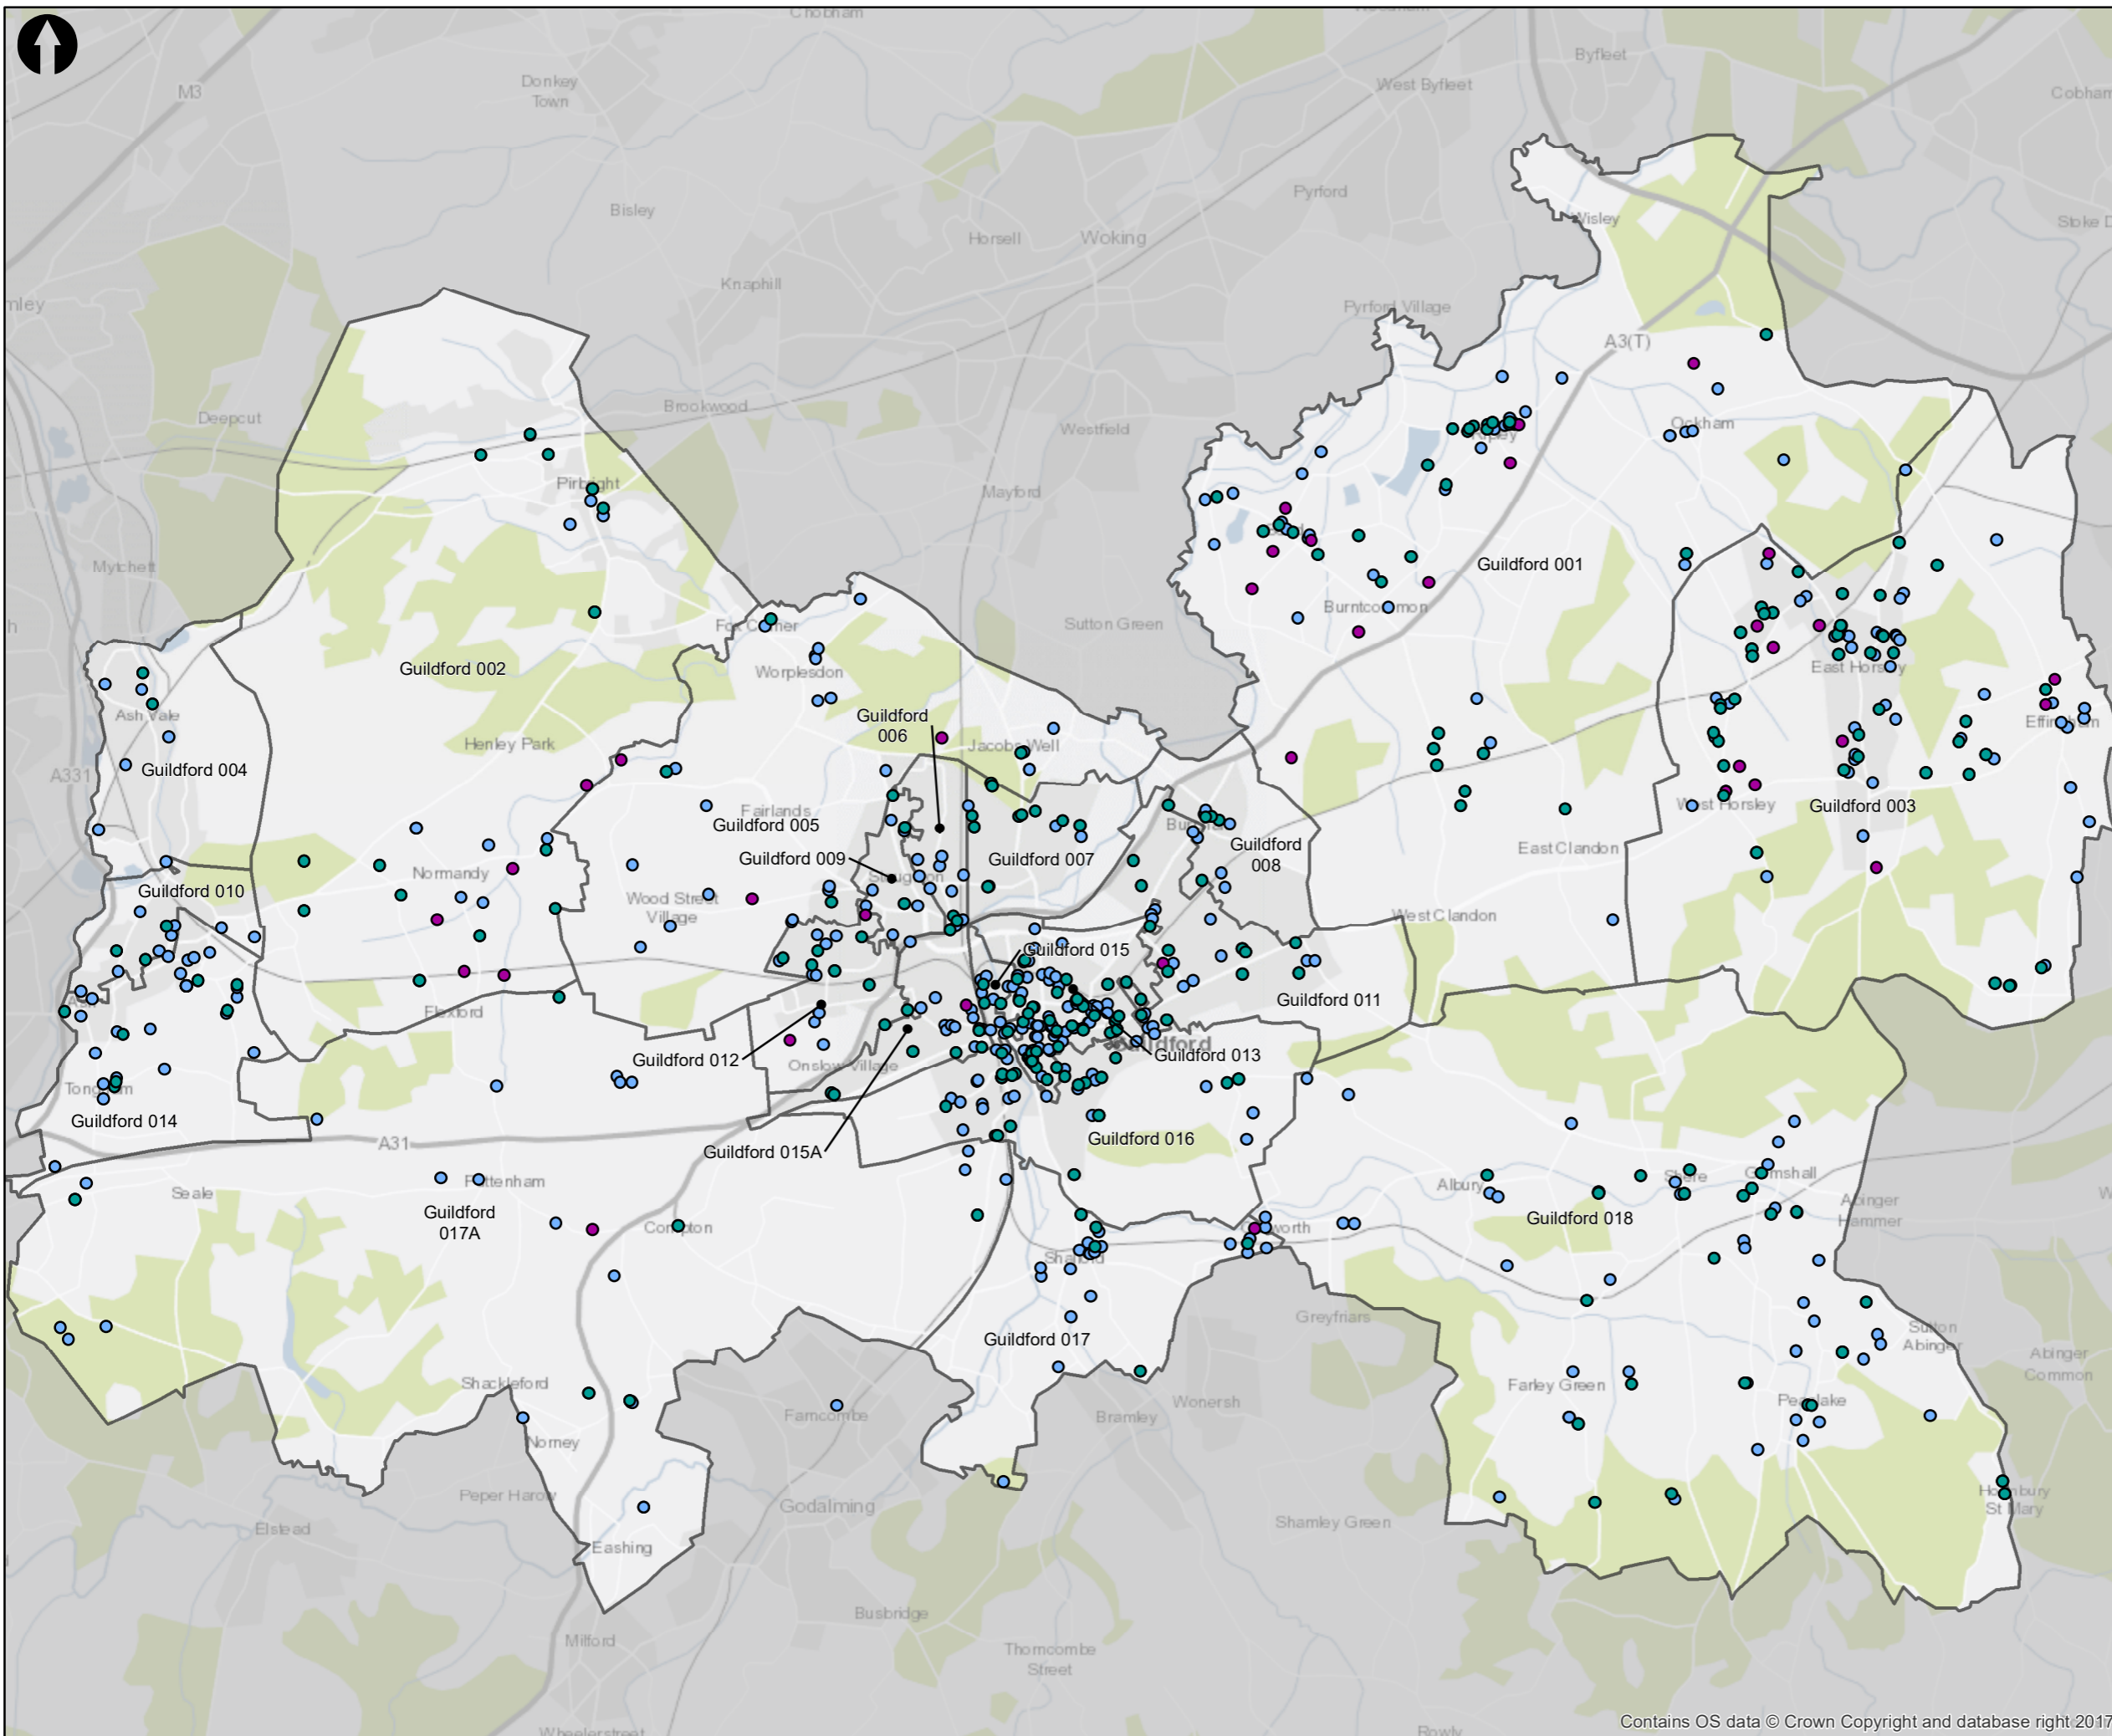 Chobham
Byfleet
M3
Donkey
Town
West Byfleet
Cobham
Bisley
Pyrford
Wisley
Horsell
Woking
Knaphill
Pyrford Village
A3(T)
Deepcut
Brookwood
Westfield
Ockham
Ripley
Pirbright
Mayford
Mytchett
Guildford 001
Burntcommon
Fox Corner
Sutton Green
Guildford 002
Worplesdon
East Horsley
Ash Vale
Guildford
006
Henley Park
Jacobs Well
Effingham
A331
Guildford 004
Fairlands
Guildford 005
West Horsley
Guildford 003
Guildford 009
Guildford 007
Guildford
008
East Clandon
Normandy
Stoughton
Guildford 010
Wood Street
Village
West Clandon
Guildford 015
Guildford 011
Flexford
Guildford 012
Onslow Village
Guildford
Guildford 013
Tongham
Guildford 014
A31
Guildford 015A
Guildford 016
Seale
Puttenham
Albury
Shere
Gomshall
Abinger
Hammer
Guildford
017A
Compton
Chilworth
Guildford 018
Shalford
Greyfriars
Guildford 017
Sutton
Abinger
Abinger
Common
Shackleford
Farley Green
Peaslake
Farncombe
Bramley
Wonersh
Norney
Peper Harow
Godalming
Elstead
Shamley Green
Holmbury
St Mary
Eashing
Busbridge
Milford
Thorncombe
Street
Wheelerstreet
Rowly
Contains OS data © Crown Copyright and database right 2017